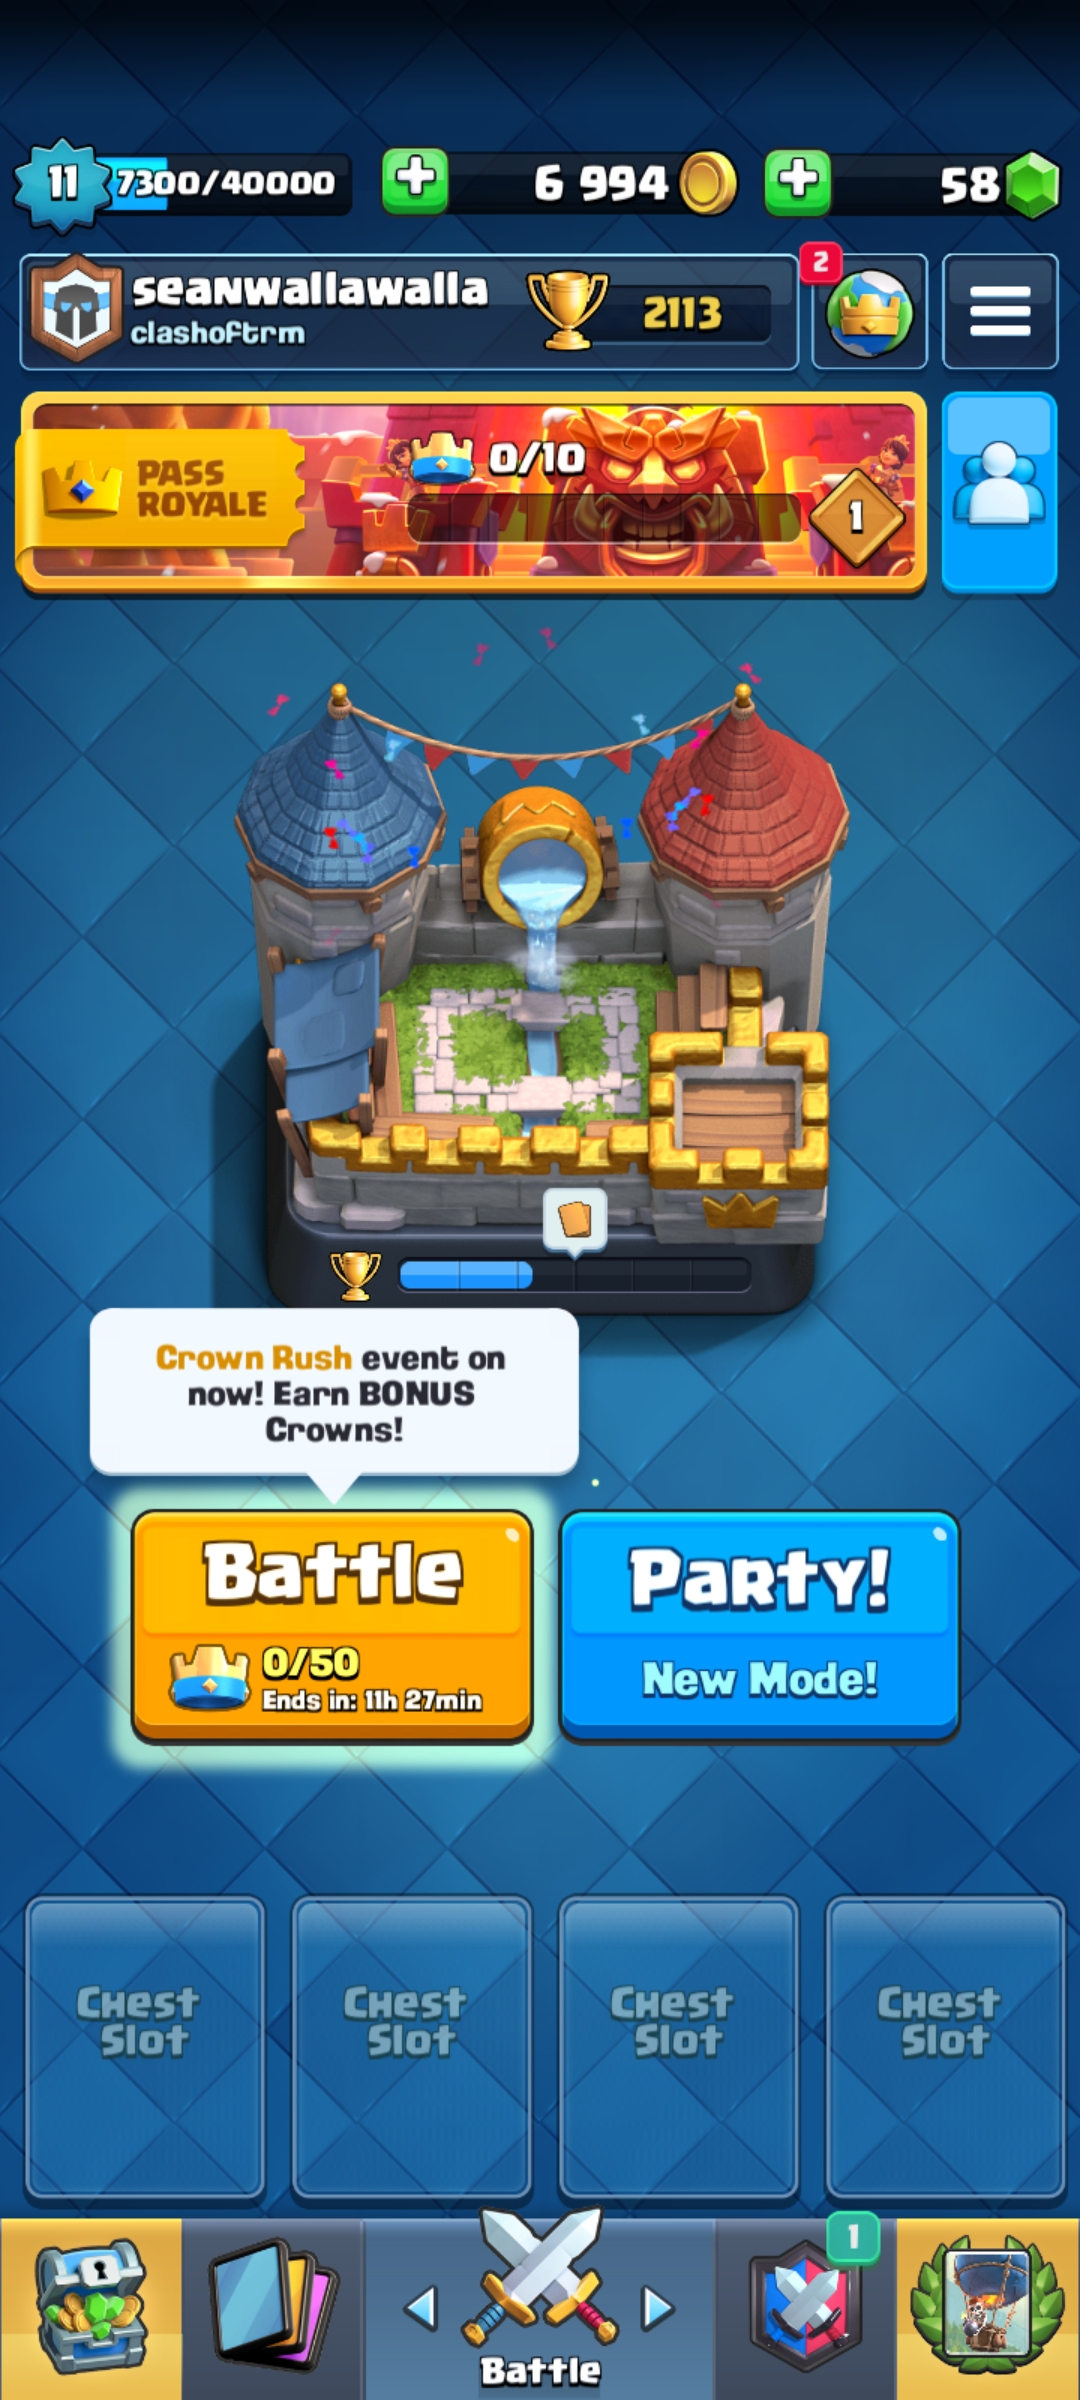 11
7300/40000
6 994
58
seanwallawalla
clashoftrm
2113
2
PASS
ROYALE
0/10
1
Crown Rush event on
now! Earn BONUS
Crowns!
Battle
0/50
Ends in: 11h 27min
Party!
New Mode!
Chest
Slot
Chest
Slot
Chest
Slot
Chest
Slot
Battle
1